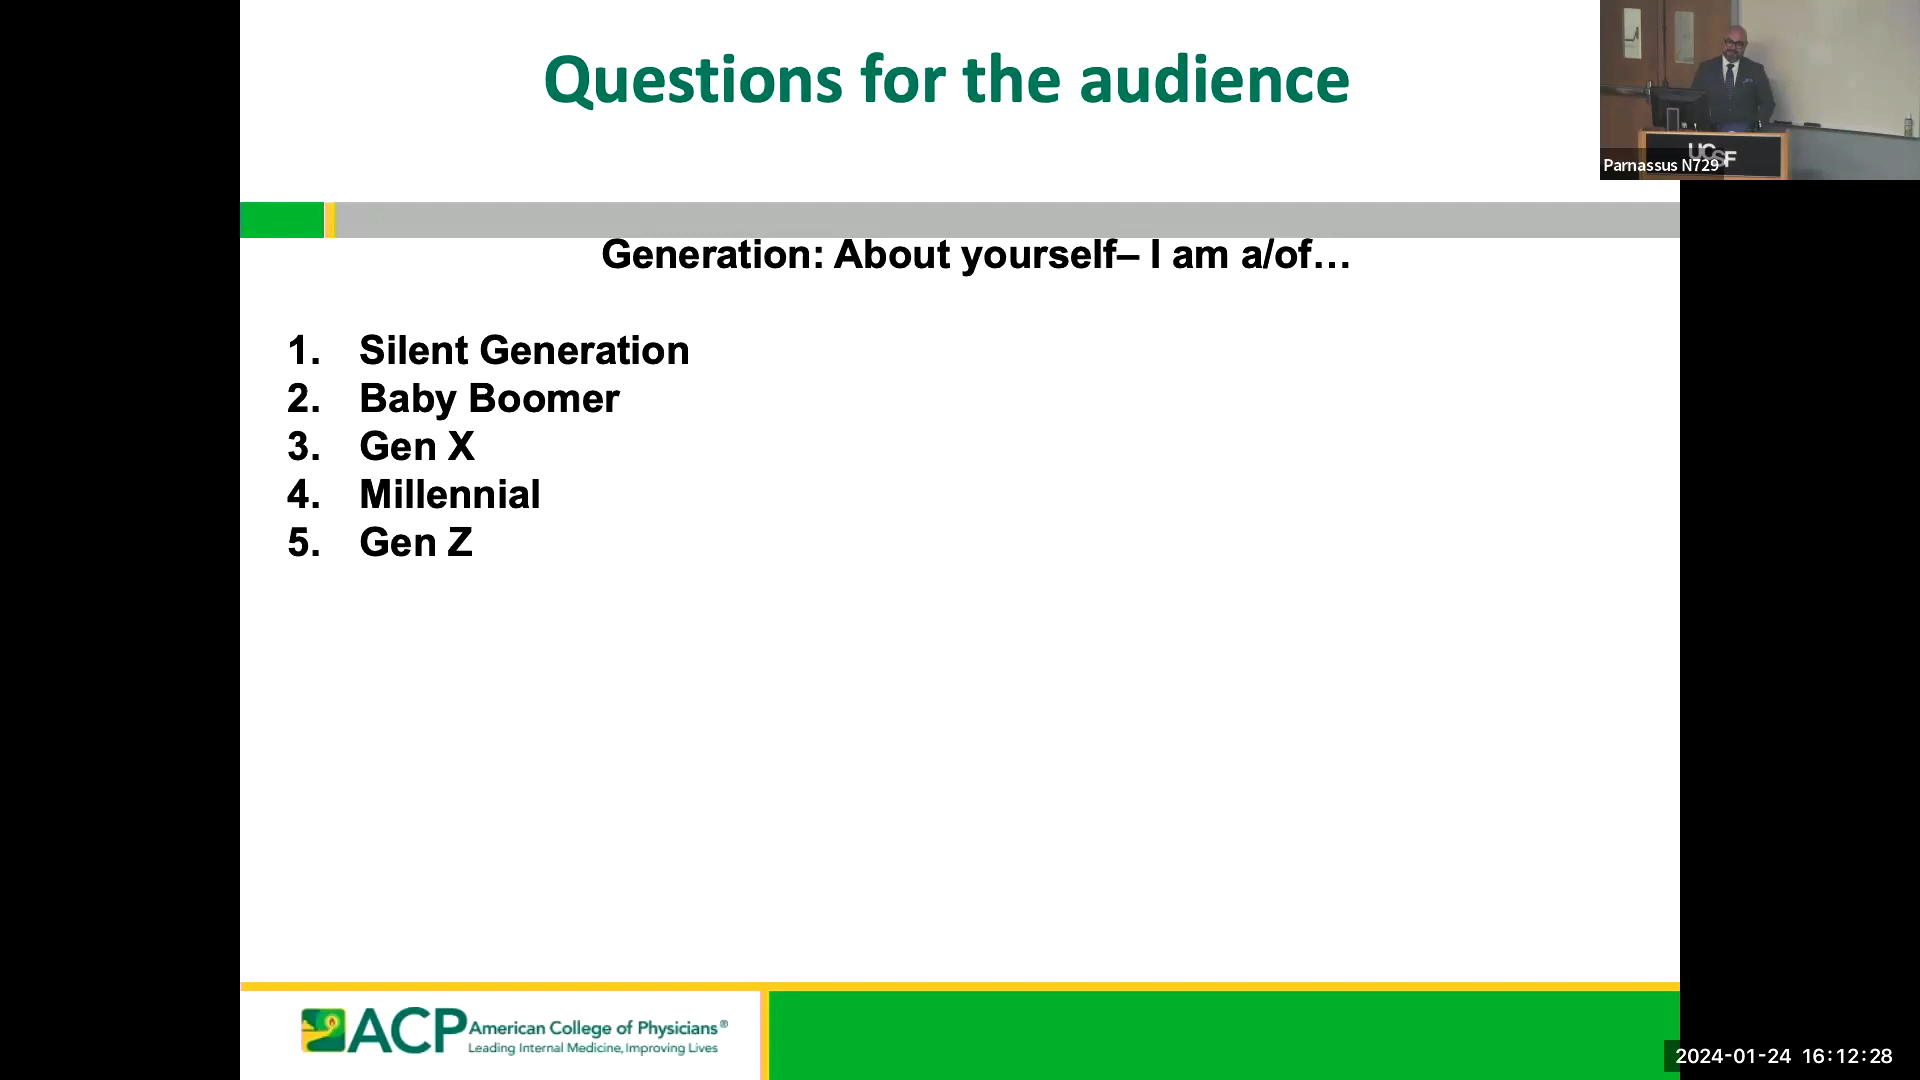 Questions for the audience
Generation: About yourself– I am a/of…
1. Silent Generation
2. Baby Boomer
3. Gen X
4. Millennial
5. Gen Z
UCSF
Parnassus N729
ACP American College of Physicians®
Leading Internal Medicine, Improving Lives
2024-01-24 16:12:28